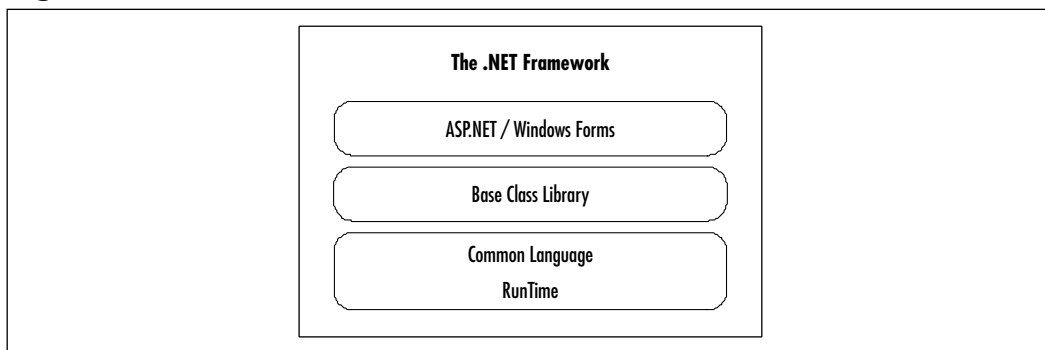 The .NET Framework
ASP.NET / Windows Forms
Base Class Library
Common Language
RunTime